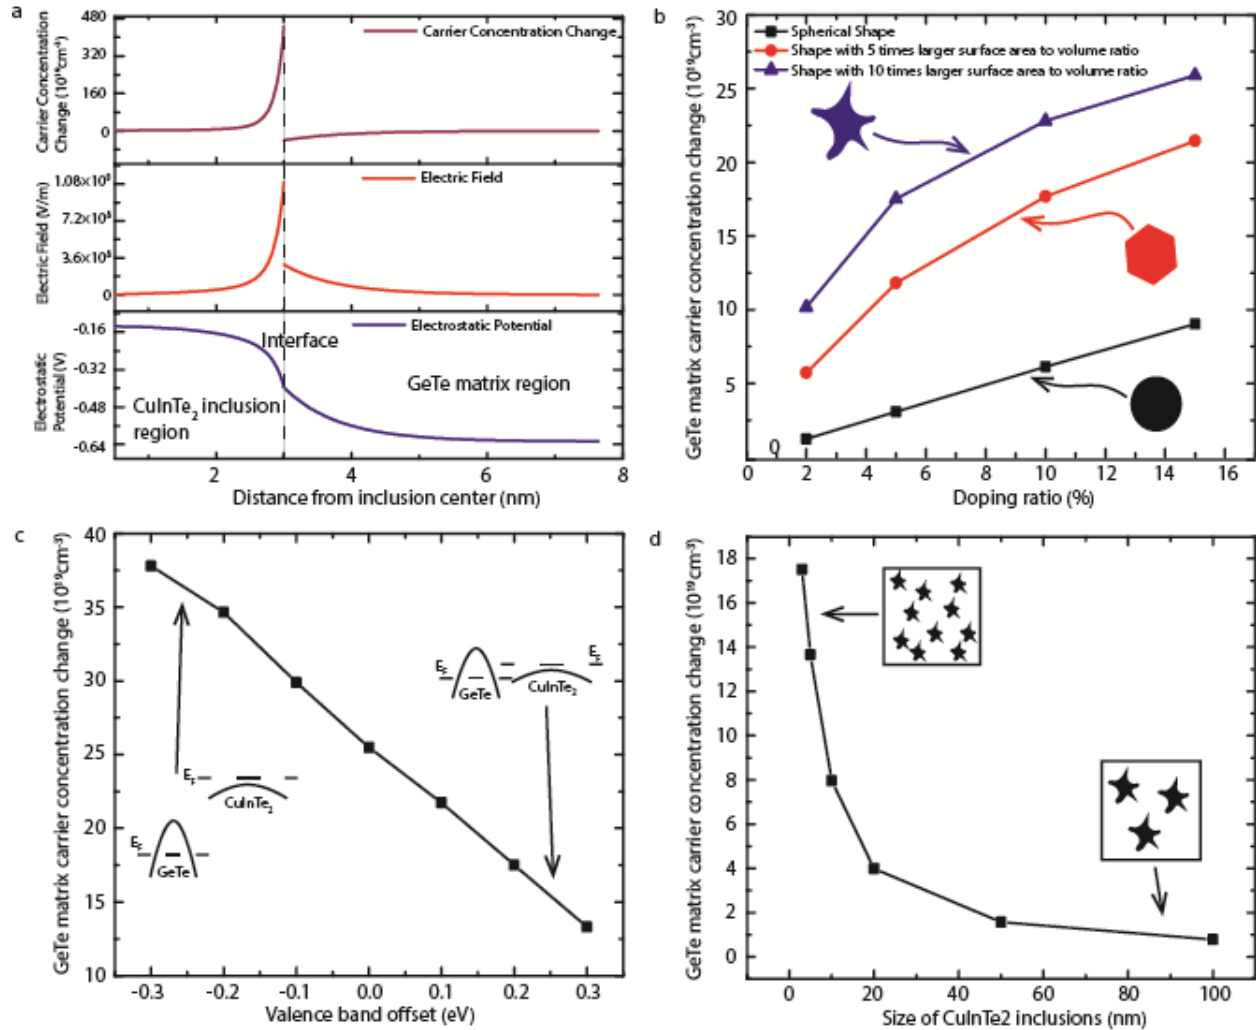 a
Carrier Concentration
Change (10¹⁹cm⁻³)
480
320
160
0
Carrier Concentration Change
Electric Field (V/m)
1.08×10⁸
7.2×10⁸
3.6×10⁸
0
Electric Field
Electrostatic
Potential (V)
-0.16
-0.32
-0.48
-0.64
Electrostatic Potential
Interface
GeTe matrix region
CuInTe₂ inclusion
region
2 4 6 8
Distance from inclusion center (nm)
b
GeTe matrix carrier concentration change (10¹⁹cm⁻³)
30
25
20
15
10
5
0
Spherical Shape
Shape with 5 times larger surface area to volume ratio
Shape with 10 times larger surface area to volume ratio
0 2 4 6 8 10 12 14 16
Doping ratio (%)
c
GeTe matrix carrier concentration change (10¹⁹cm⁻³)
40
35
30
25
20
15
10
E_F
GeTe
E_F
CuInTe₂
E_F
GeTe
E_F
CuInTe₂
-0.3 -0.2 -0.1 0.0 0.1 0.2 0.3
Valence band offset (eV)
d
GeTe matrix carrier concentration change (10¹⁹cm⁻³)
18
16
14
12
10
8
6
4
2
0
0 20 40 60 80 100
Size of CuInTe2 inclusions (nm)